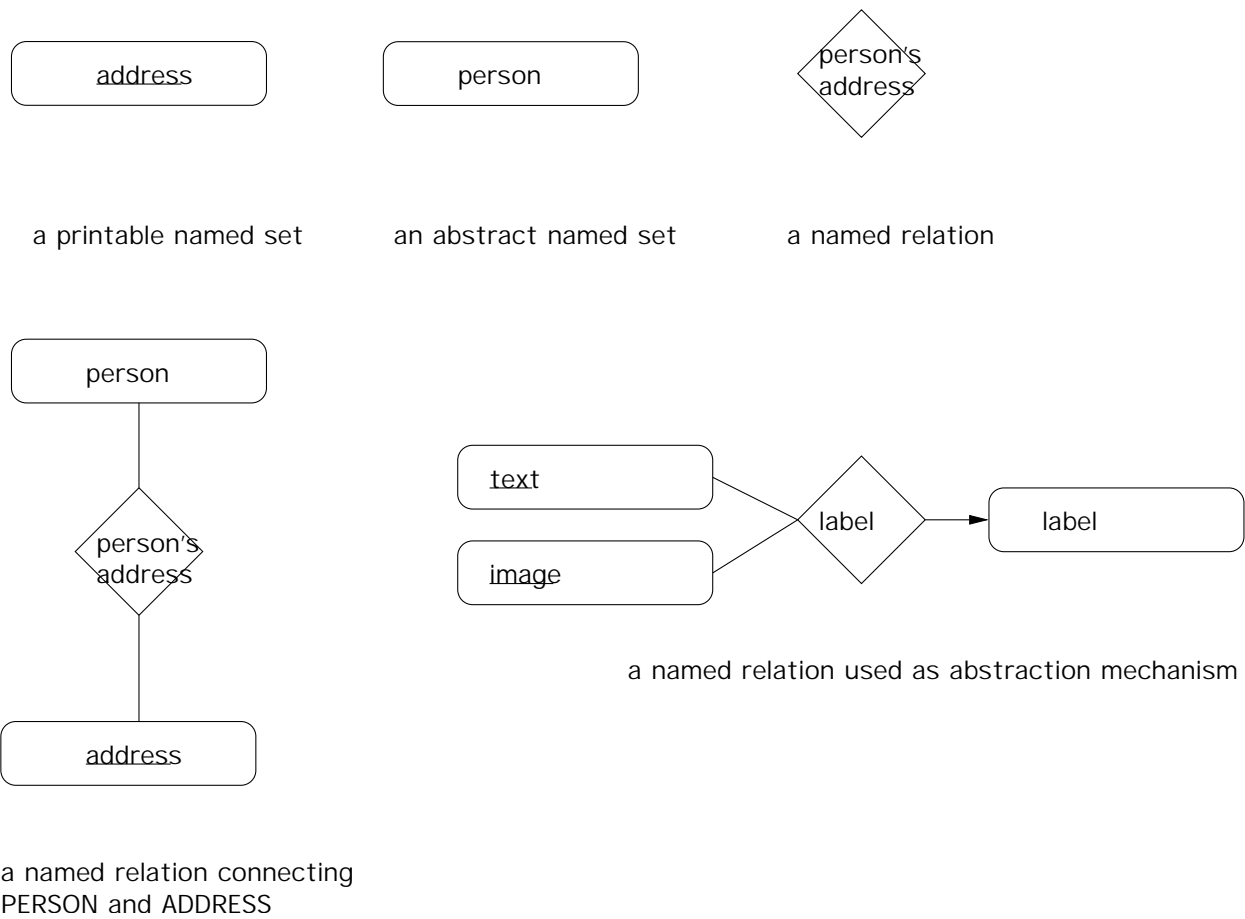 address
person
person's
address
a printable named set
an abstract named set
a named relation
person
person's
address
address
a named relation connecting
PERSON and ADDRESS
text
image
label
label
a named relation used as abstraction mechanism